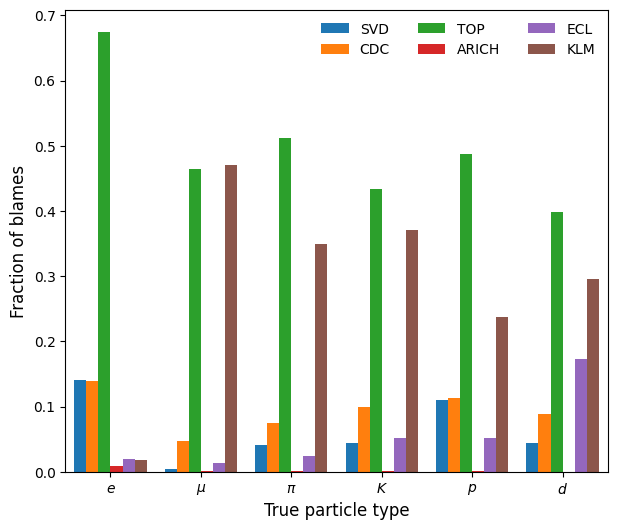 0.7
0.6
0.5
0.4
0.3
0.2
0.1
0.0
Fraction of blames
SVD TOP ECL
CDC ARICH KLM
e μ π K p d
True particle type